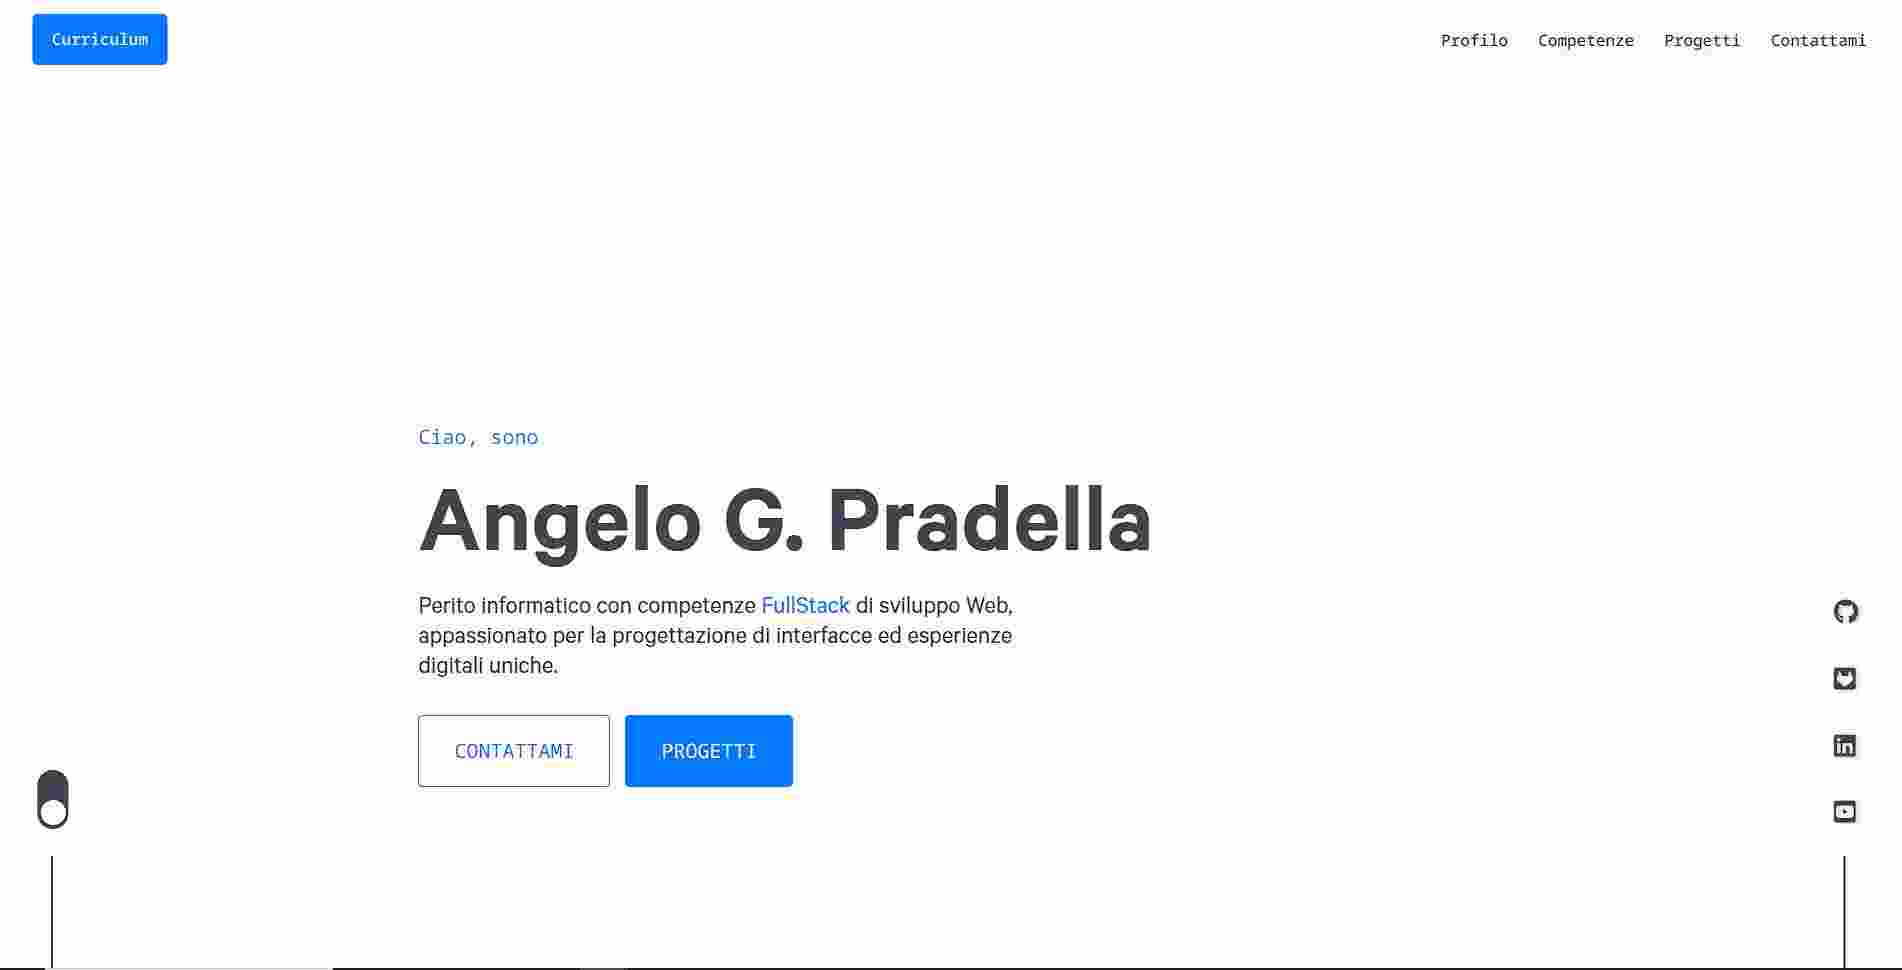 Curriculum
Profilo Competenze Progetti Contattami
Ciao, sono
Angelo G. Pradella
Perito informatico con competenze FullStack di sviluppo Web,
appassionato per la progettazione di interfacce ed esperienze
digitali uniche.
CONTATTAMI PROGETTI
in